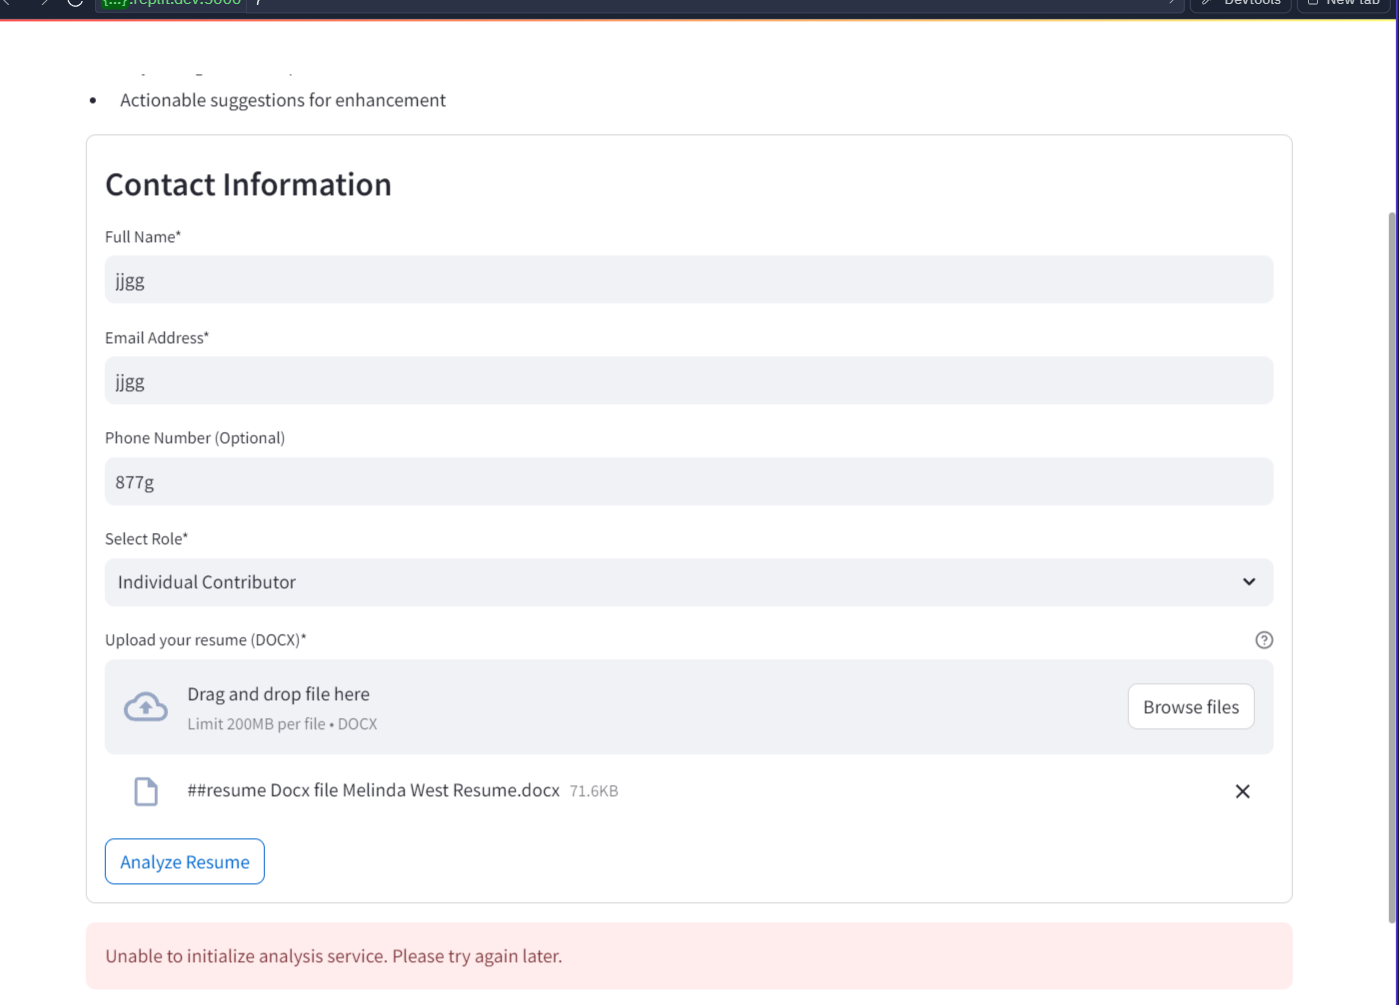 DevTools
New tab
Actionable suggestions for enhancement
Contact Information
Full Name*
jjgg
Email Address*
jjgg
Phone Number (Optional)
877g
Select Role*
Individual Contributor
Upload your resume (DOCX)*
Drag and drop file here
Limit 200MB per file • DOCX
Browse files
##resume Docx file Melinda West Resume.docx 71.6KB
Analyze Resume
Unable to initialize analysis service. Please try again later.